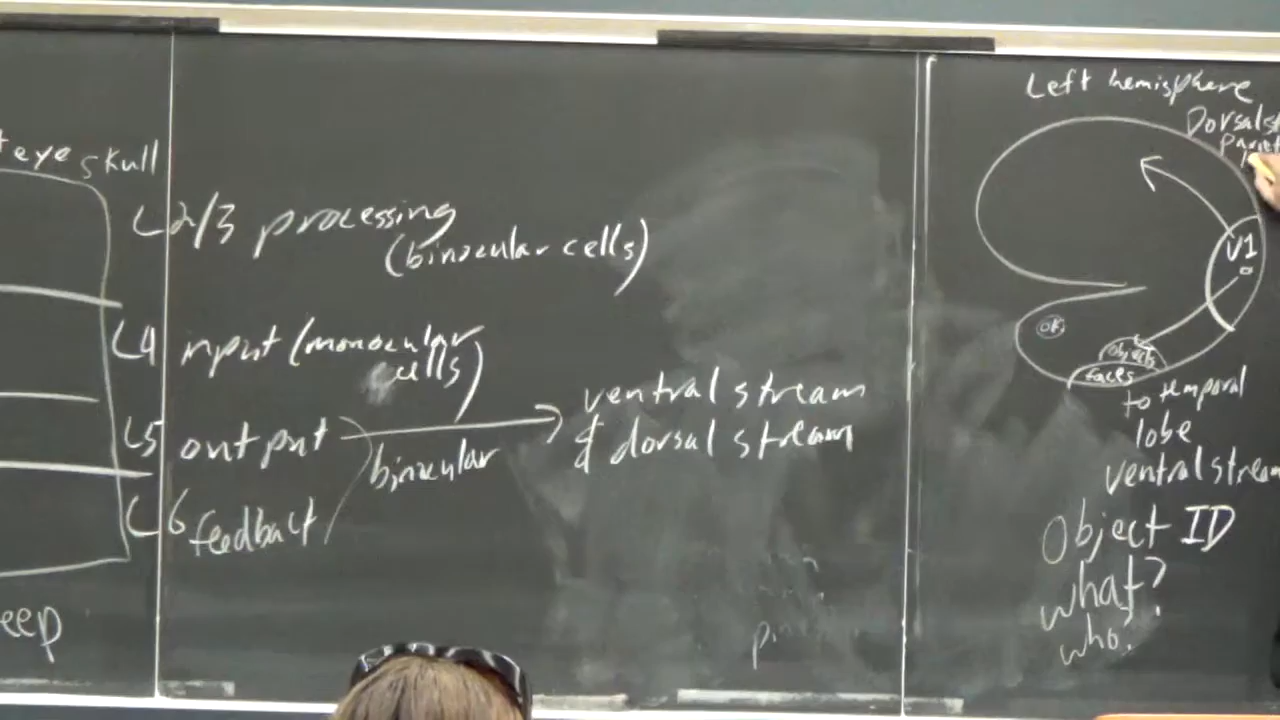 eye skull
L2/3 processing
(binocular cells)
L4 input (monocular
cells)
L5 output
binocular
ventral stream
& dorsal stream
L6 feedback
eep
Left hemisphere
Dorsal st
pariet
V1
objects
faces
to temporal
lobe
ventral stream
Object ID
what?
who?